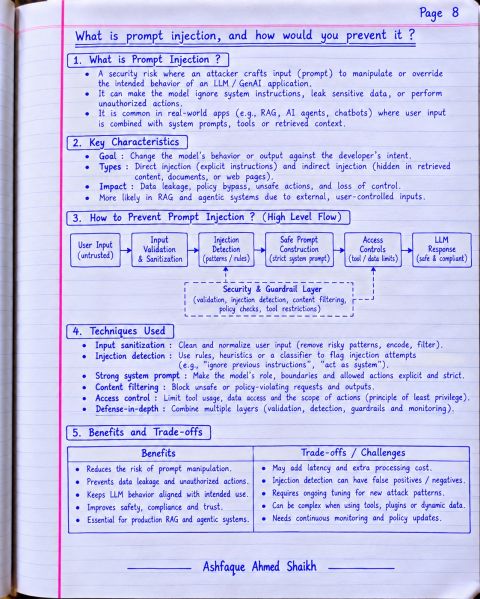 Page 8
What is prompt injection, and how would you prevent it ?
1. What is Prompt Injection ?
• A security risk where an attacker crafts input (prompt) to manipulate or override
the intended behavior of an LLM / GenAI application.
• It can make the model ignore system instructions, leak sensitive data, or perform
unauthorized actions.
• It is common in real-world apps (e.g., RAG, AI agents, chatbots) where user input
is combined with system prompts, tools or retrieved context.
2. Key Characteristics
• Goal : Change the model's behavior or output against the developer's intent.
• Types : Direct injection (explicit instructions) and indirect injection (hidden in retrieved
content, documents, or web pages).
• Impact : Data leakage, policy bypass, unsafe actions, and loss of control.
• More likely in RAG and agentic systems due to external, user-controlled inputs.
3. How to Prevent Prompt Injection ? (High Level Flow)
User Input
(untrusted)
Input
Validation
& Sanitization
Injection
Detection
(patterns / rules)
Safe Prompt
Construction
(strict system prompt)
Access
Controls
(tool / data limits)
LLM
Response
(safe & compliant)
Security & Guardrail Layer
(validation, injection detection, content filtering,
policy checks, tool restrictions)
4. Techniques Used
• Input sanitization : Clean and normalize user input (remove risky patterns, encode, filter).
• Injection detection : Use rules, heuristics or a classifier to flag injection attempts
(e.g., "ignore previous instructions", "act as system").
• Strong system prompt : Make the model's role, boundaries and allowed actions explicit and strict.
• Content filtering : Block unsafe or policy-violating requests and outputs.
• Access control : Limit tool usage, data access and the scope of actions (principle of least privilege).
• Defense-in-depth : Combine multiple layers (validation, detection, guardrails and monitoring).
5. Benefits and Trade-offs
Benefits
• Reduces the risk of prompt manipulation.
• Prevents data leakage and unauthorized actions.
• Keeps LLM behavior aligned with intended use.
• Improves safety, compliance and trust.
• Essential for production RAG and agentic systems.
Trade-offs / Challenges
• May add latency and extra processing cost.
• Injection detection can have false positives / negatives.
• Requires ongoing tuning for new attack patterns.
• Can be complex when using tools, plugins or dynamic data.
• Needs continuous monitoring and policy updates.
Ashfaque Ahmed Shaikh